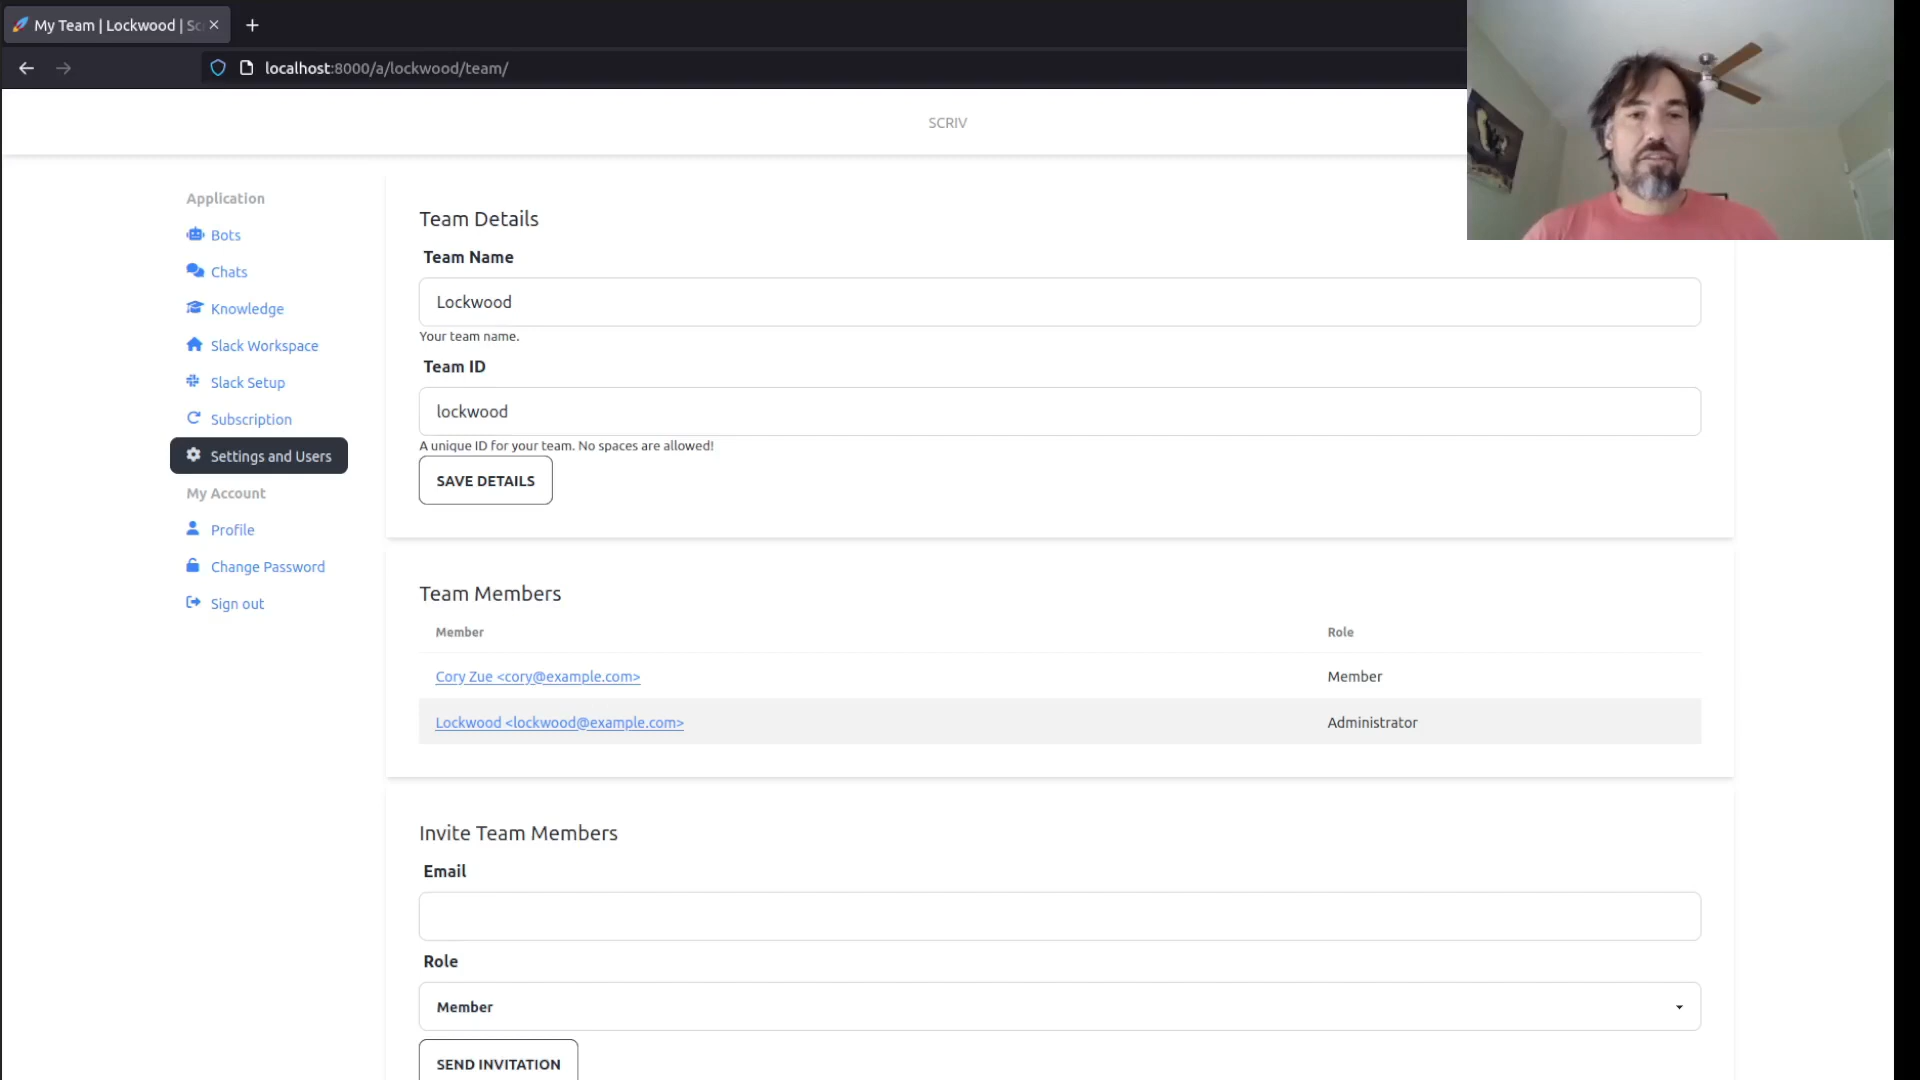 My Team | Lockwood | Sc
localhost:8000/a/lockwood/team/
SCRIV
Application
Bots
Chats
Knowledge
Slack Workspace
Slack Setup
Subscription
Settings and Users
My Account
Profile
Change Password
Sign out
Team Details
Team Name
Lockwood
Your team name.
Team ID
lockwood
A unique ID for your team. No spaces are allowed!
SAVE DETAILS
Team Members
Member Role
Cory Zue <cory@example.com> Member
Lockwood <lockwood@example.com> Administrator
Invite Team Members
Email
Role
Member
SEND INVITATION